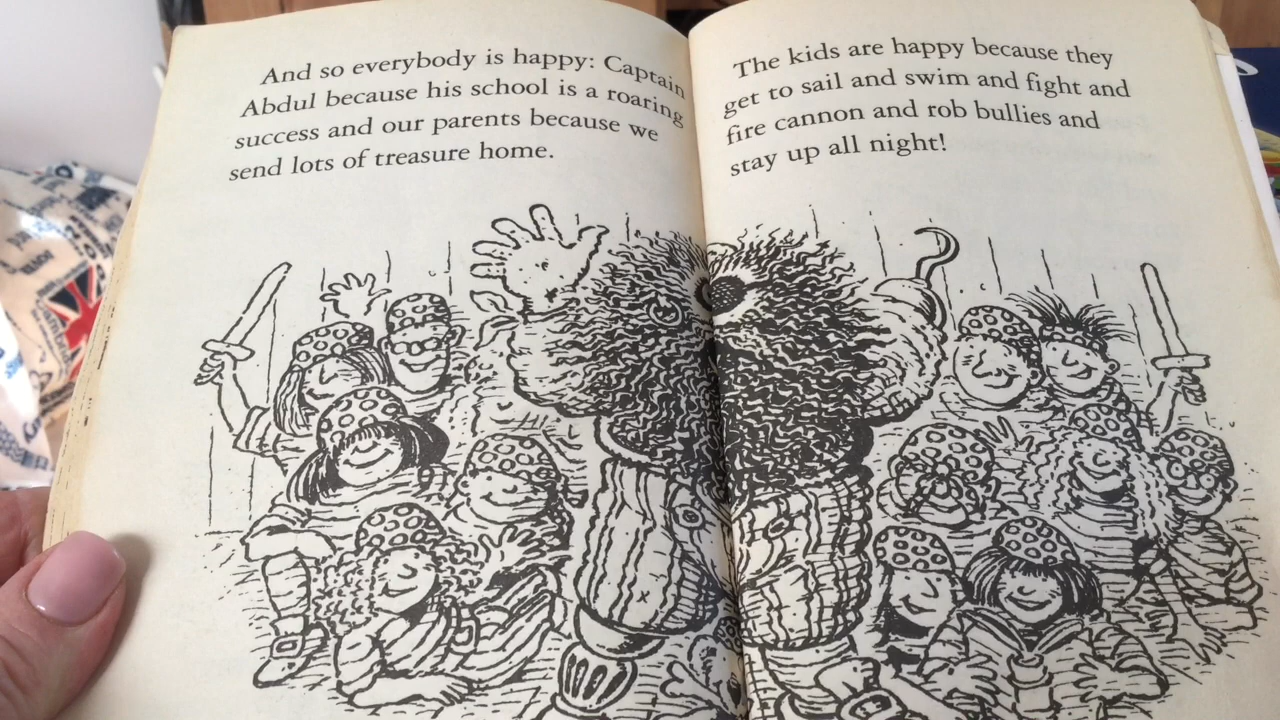 And so everybody is happy: Captain
Abdul because his school is a roaring
success and our parents because we
send lots of treasure home.
The kids are happy because they
get to sail and swim and fight and
fire cannon and rob bullies and
stay up all night!